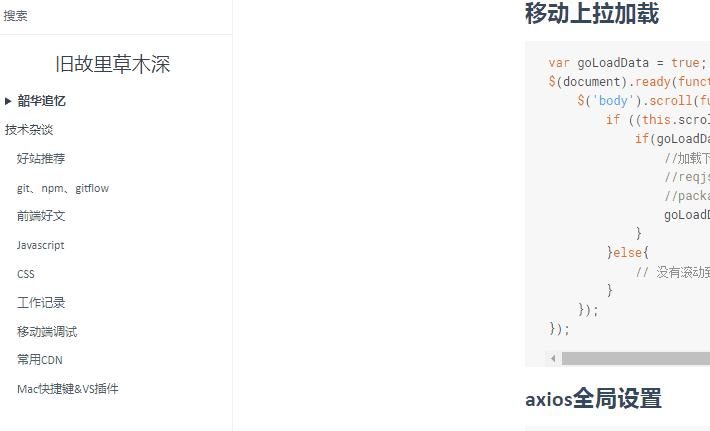 搜索
旧故里草木深
韶华追忆
技术杂谈
好站推荐
git、npm、gitflow
前端好文
Javascript
CSS
工作记录
移动端调试
常用CDN
Mac快捷键&VS插件
移动上拉加载
var goLoadData = true;
$(document).ready(funct
$('body').scroll(fu
if ((this.scrol
if(goLoadDa
//加载下
//reqjs
//packa
goLoadD
}
}else{
// 没有滚动到
}
});
});
axios全局设置